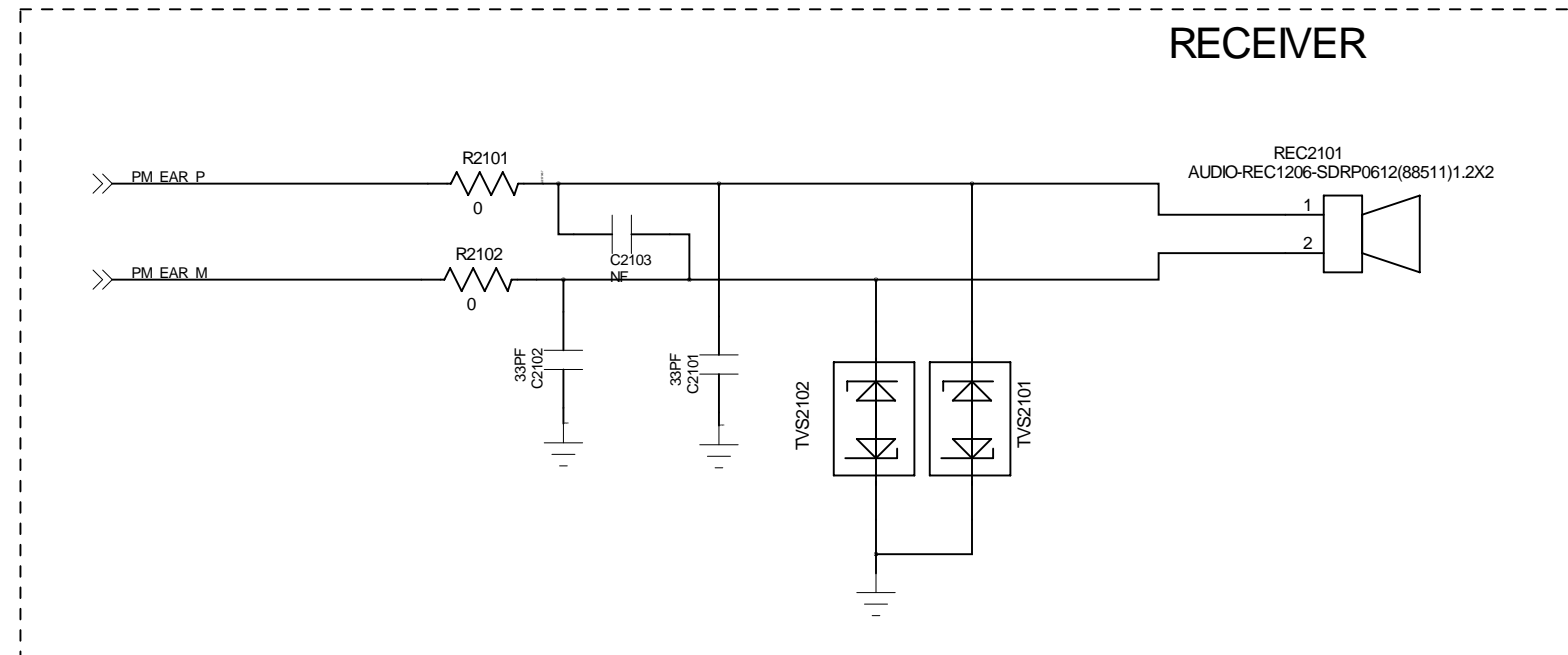 RECEIVER
REC2101
AUDIO-REC1206-SDRP0612(88511)1.2X2
R2101
PM_EAR_P
0
1
C2103
NF
2
R2102
PM_EAR_M
0
33PF
C2102
33PF
C2101
TVS2102
TVS2101